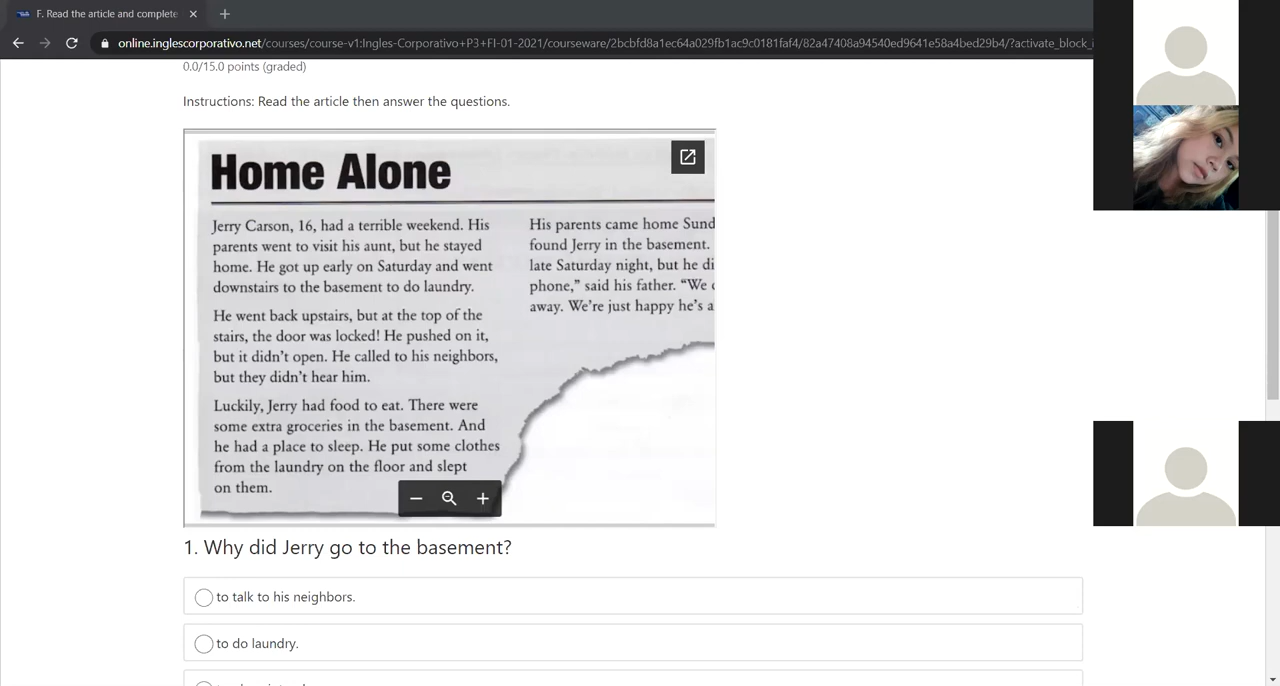 F. Read the article and complete
online.inglescorporativo.net/courses/course-v1:Ingles-Corporativo+P3+FI-01-2021/courseware/2bcbfd8a1ec64a029fb1ac9c0181faf4/82a47408a94540ed9641e58a4bed29b4/?activate_block_i
0.0/15.0 points (graded)
Instructions: Read the article then answer the questions.
Home Alone
Jerry Carson, 16, had a terrible weekend. His
parents went to visit his aunt, but he stayed
home. He got up early on Saturday and went
downstairs to the basement to do laundry.
He went back upstairs, but at the top of the
stairs, the door was locked! He pushed on it,
but it didn't open. He called to his neighbors,
but they didn't hear him.
Luckily, Jerry had food to eat. There were
some extra groceries in the basement. And
he had a place to sleep. He put some clothes
from the laundry on the floor and slept
on them.
His parents came home Sund
found Jerry in the basement.
late Saturday night, but he di
phone,” said his father. “We
away. We're just happy he's a
1. Why did Jerry go to the basement?
to talk to his neighbors.
to do laundry.